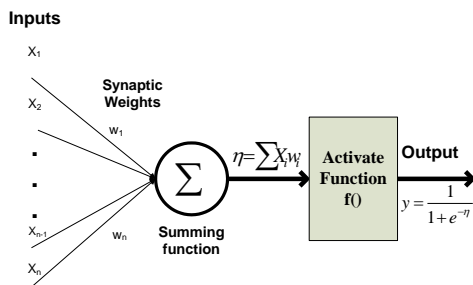 Inputs
X₁
X₂
Synaptic
Weights
w₁
.
.
.
Xₙ₋₁
wₙ
Xₙ
∑
Summing
function
η=∑Xᵢwᵢ
Activate
Function
f()
Output
y = 1 / (1 + e^(-η))